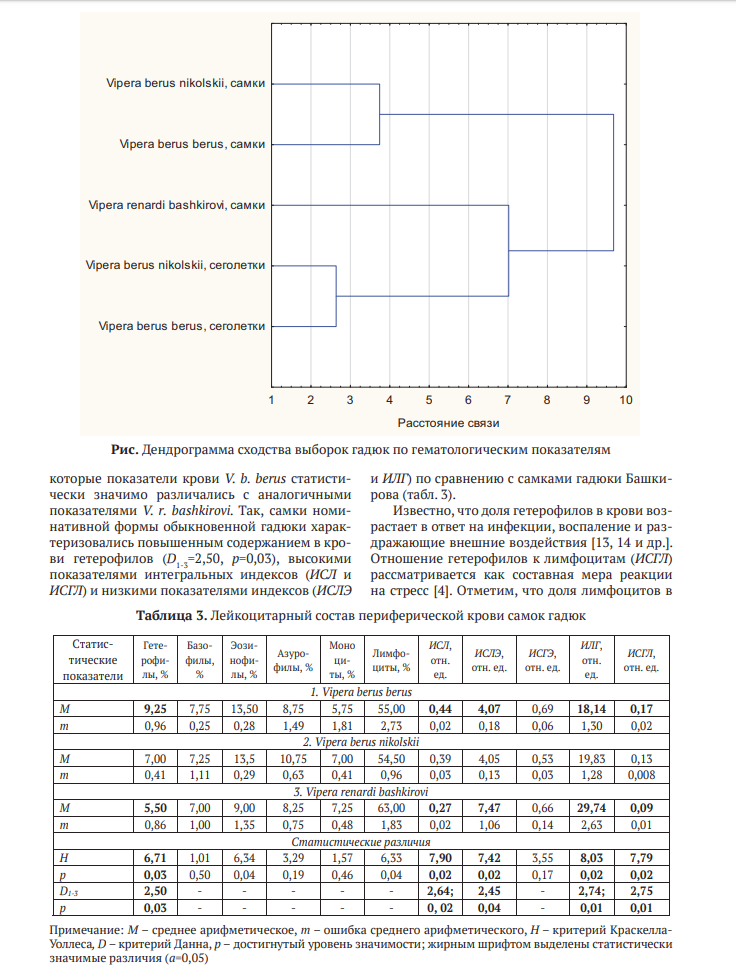 Vipera berus nikolskii, самки
Vipera berus berus, самки
Vipera renardi bashkirovi, самки
Vipera berus nikolskii, сеголетки
Vipera berus berus, сеголетки
1 2 3 4 5 6 7 8 9 10
Расстояние связи
Рис. Дендрограмма сходства выборок гадюк по гематологическим показателям
которые показатели крови V. b. berus статисти-
чески значимо различались с аналогичными
показателями V. r. bashkirovi. Так, самки номи-
нативной формы обыкновенной гадюки харак-
теризовались повышенным содержанием в кро-
ви гетерофилов (D1-3=2,50, p=0,03), высокими
показателями интегральных индексов (ИСЛ и
ИСГЛ) и низкими показателями индексов (ИСЛЭ
и ИЛГ) по сравнению с самками гадюки Башки-
рова (табл. 3).
Известно, что доля гетерофилов в крови воз-
растает в ответ на инфекции, воспаление и раз-
дражающие внешние воздействия [13, 14 и др.].
Отношение гетерофилов к лимфоцитам (ИСГЛ)
рассматривается как составная мера реакции
на стресс [4]. Отметим, что доля лимфоцитов в
Таблица 3. Лейкоцитарный состав периферической крови самок гадюк
Статис-
тические
показатели
Гете-
рофи-
лы, %
Базо-
филы,
%
Эози-
нофи-
лы, %
Азуро-
филы, %
Моно
ци-
ты, %
Лимфо-
циты, %
ИСЛ,
отн.
ед.
ИСЛЭ,
отн. ед.
ИСГЭ,
отн. ед.
ИЛГ,
отн.
ед.
ИСГЛ,
отн. ед.
1. Vipera berus berus
M 9,25 7,75 13,50 8,75 5,75 55,00 0,44 4,07 0,69 18,14 0,17
m 0,96 0,25 0,28 1,49 1,81 2,73 0,02 0,18 0,06 1,30 0,02
2. Vipera berus nikolskii
M 7,00 7,25 13,5 10,75 7,00 54,50 0,39 4,05 0,53 19,83 0,13
m 0,41 1,11 0,29 0,63 0,41 0,96 0,03 0,13 0,03 1,28 0,008
3. Vipera renardi bashkirovi
M 5,50 7,00 9,00 8,25 7,25 63,00 0,27 7,47 0,66 29,74 0,09
m 0,86 1,00 1,35 0,75 0,48 1,83 0,02 1,06 0,14 2,63 0,01
Статистические различия
H 6,71 1,01 6,34 3,29 1,57 6,33 7,90 7,42 3,55 8,03 7,79
p 0,03 0,50 0,04 0,19 0,46 0,04 0,02 0,02 0,17 0,02 0,02
D1-3 2,50 - - - - - 2,64; 2,45 - 2,74; 2,75
p 0,03 - - - - - 0, 02 0,04 - 0,01 0,01
Примечание: M – среднее арифметическое, m – ошибка среднего арифметического, H – критерий Краскелла-
Уоллеса, D – критерий Данна, p – достигнутый уровень значимости; жирным шрифтом выделены статистически
значимые различия (a=0,05)